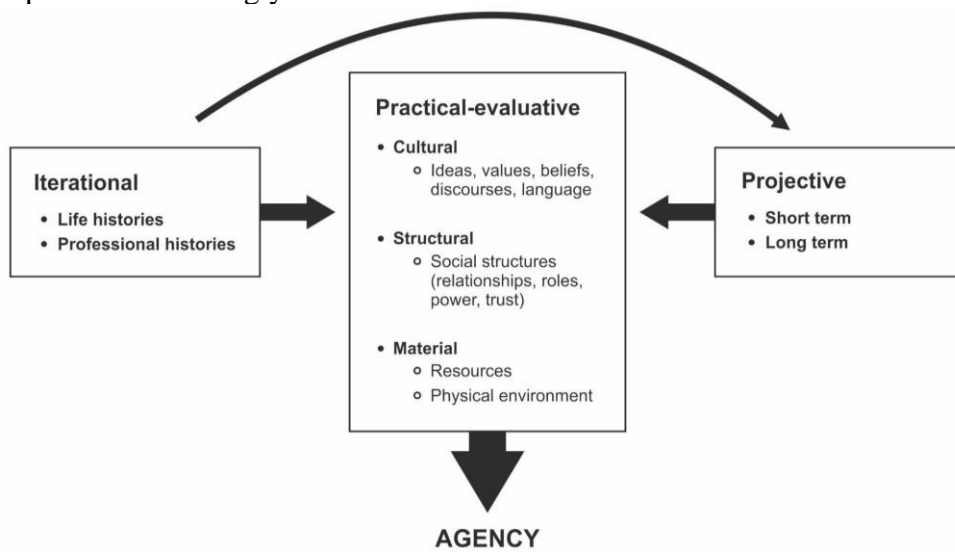 Iterational
• Life histories
• Professional histories
Practical-evaluative
• Cultural
Ideas, values, beliefs,
discourses, language
• Structural
Social structures
(relationships, roles,
power, trust)
• Material
Resources
Physical environment
Projective
• Short term
• Long term
AGENCY